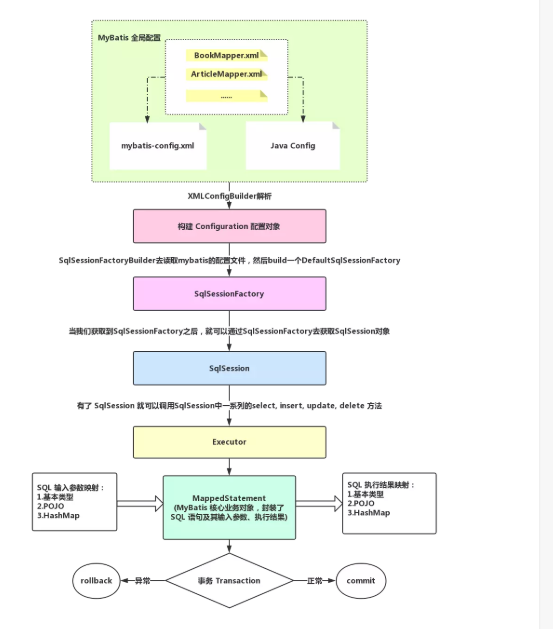 MyBatis 全局配置
BookMapper.xml
ArticleMapper.xml
......
mybatis-config.xml
Java Config
XMLConfigBuilder解析
构建 Configuration 配置对象
SqlSessionFactoryBuilder去读取mybatis的配置文件，然后build一个DefaultSqlSessionFactory
SqlSessionFactory
当我们获取到SqlSessionFactory之后，就可以通过SqlSessionFactory去获取SqlSession对象
SqlSession
有了 SqlSession 就可以调用SqlSession中一系列的select, insert, update, delete 方法
Executor
SQL 输入参数映射：
1.基本类型
2.POJO
3.HashMap
MappedStatement
(MyBatis 核心业务对象，封装了
SQL 语句及其输入参数、执行结果)
SQL 执行结果映射：
1.基本类型
2.POJO
3.HashMap
rollback
异常
事务 Transaction
正常
commit